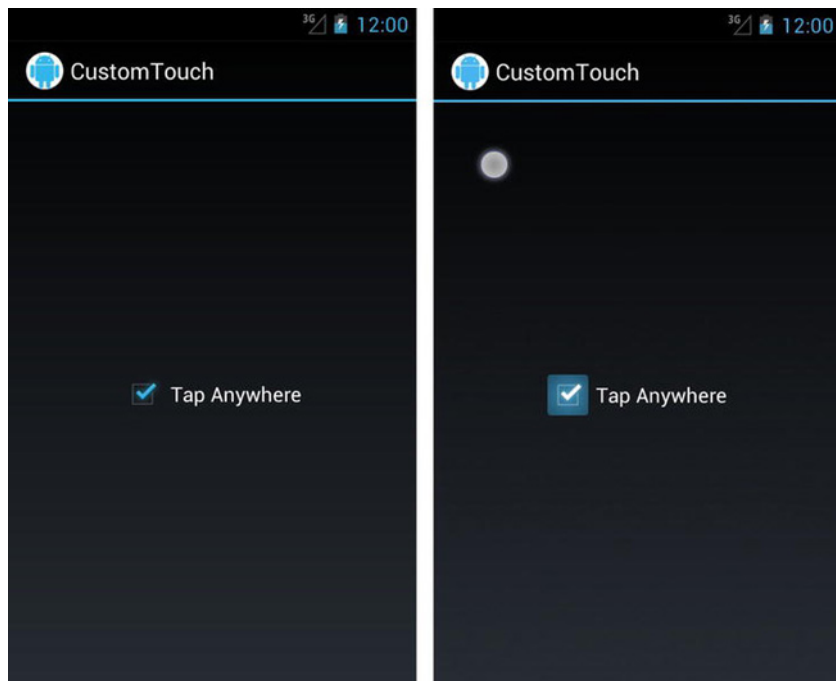 3G 12:00
CustomTouch
Tap Anywhere
3G 12:00
CustomTouch
Tap Anywhere